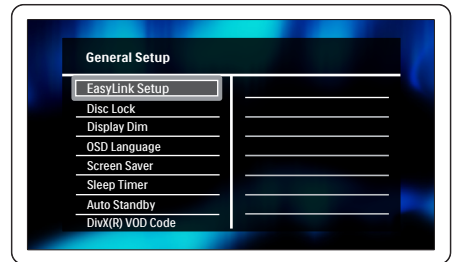 General Setup
EasyLink Setup
Disc Lock
Display Dim
OSD Language
Screen Saver
Sleep Timer
Auto Standby
DivX(R) VOD Code